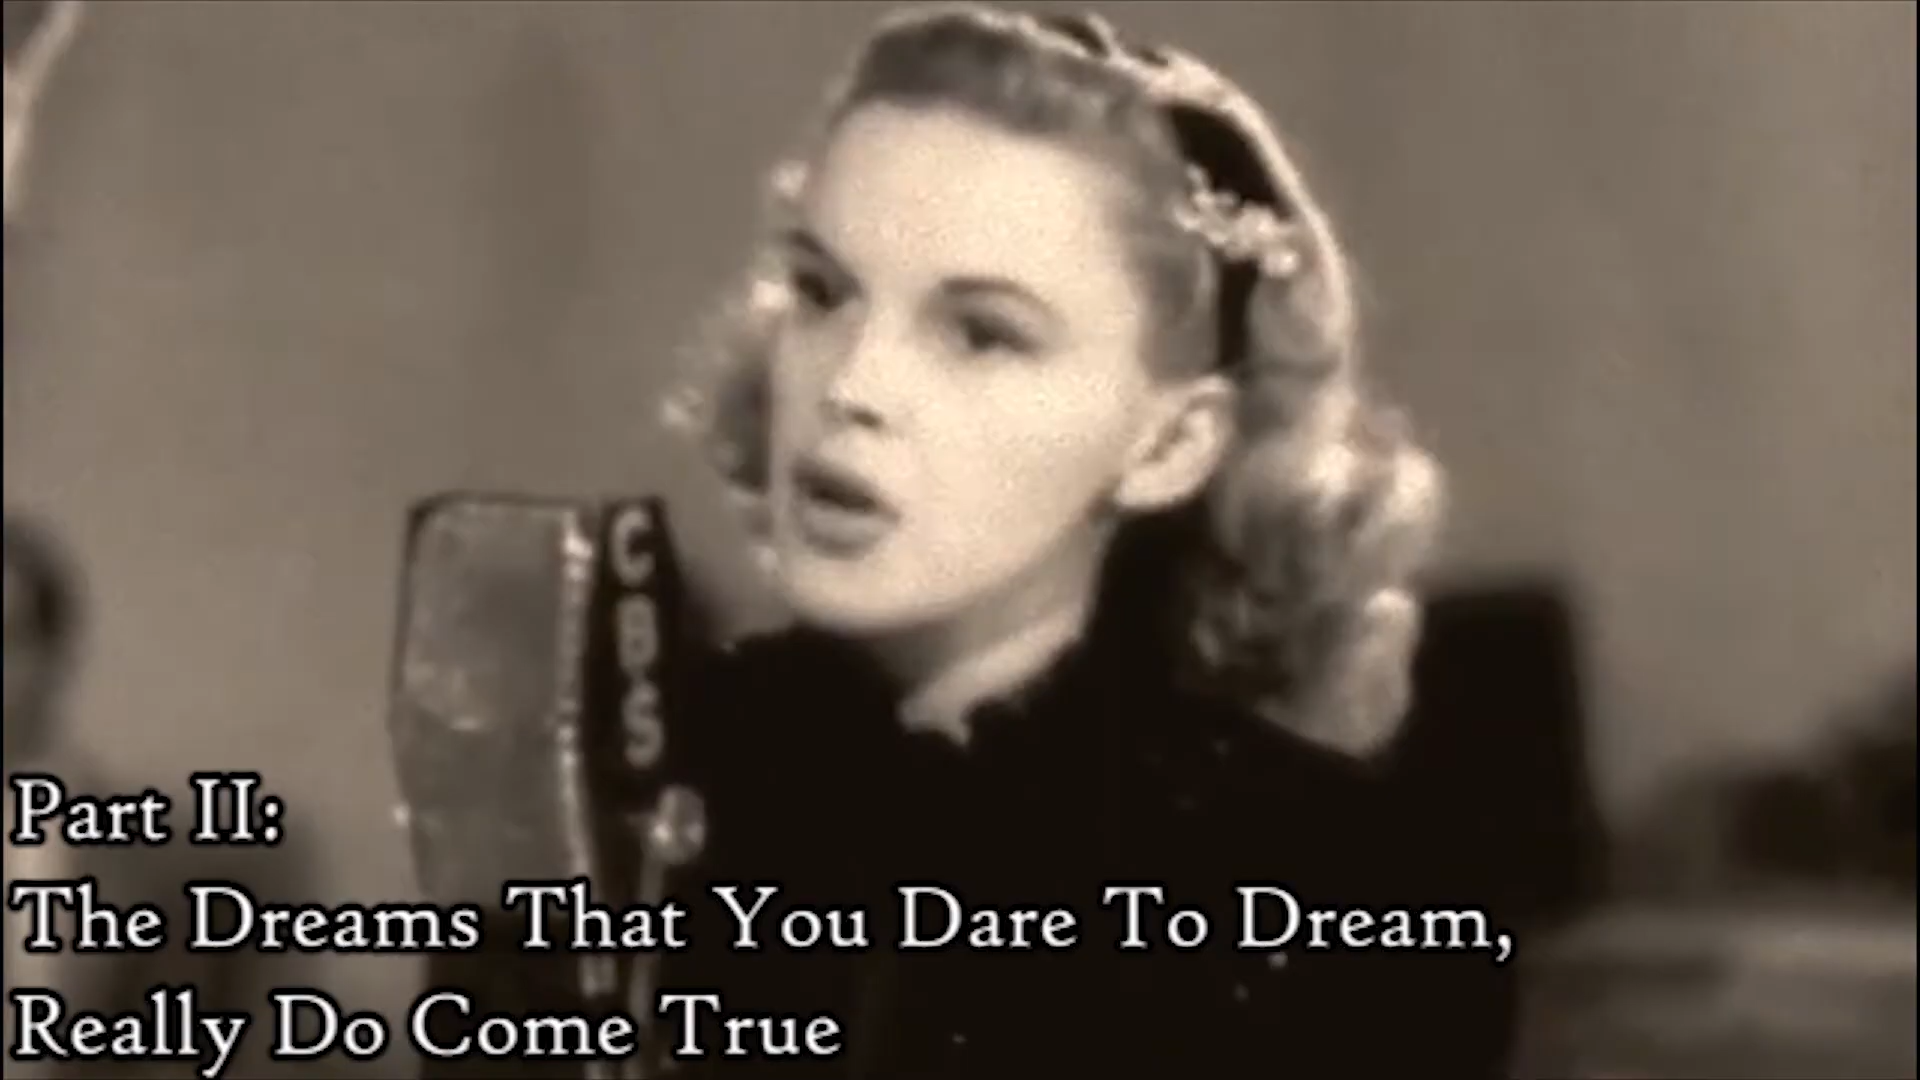 CBS
Part II:
The Dreams That You Dare To Dream,
Really Do Come True